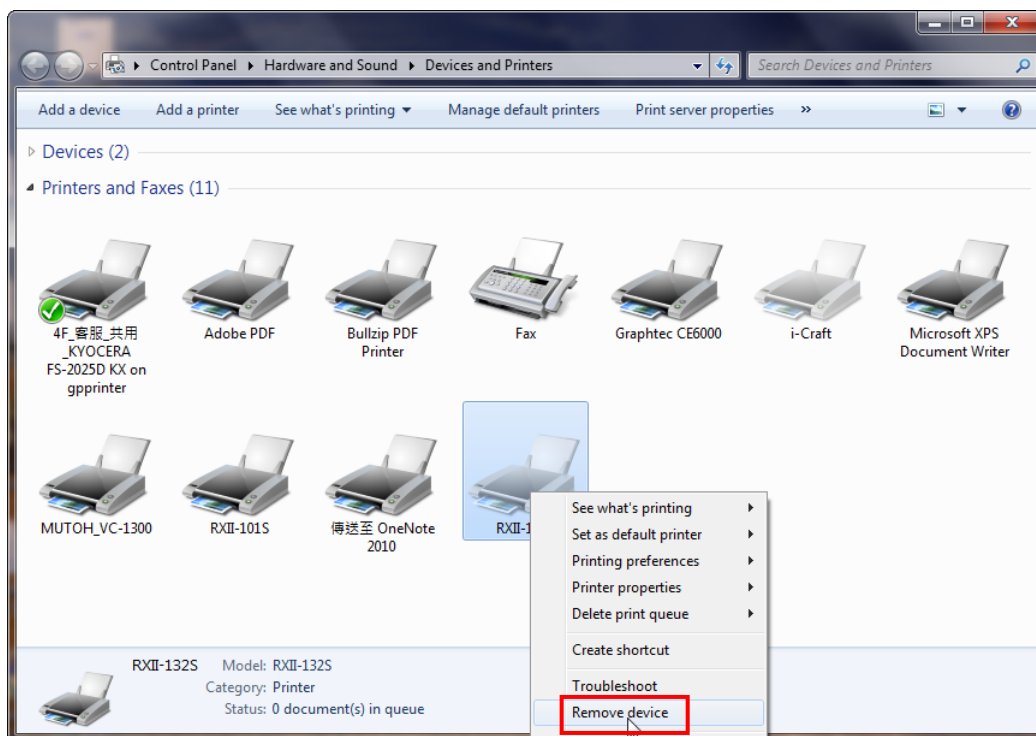 Control Panel
Hardware and Sound
Devices and Printers
Search Devices and Printers
Add a device
Add a printer
See what's printing
Manage default printers
Print server properties
»
Devices (2)
Printers and Faxes (11)
4F_客服_共用
_KYOCERA
FS-2025D KX on
gpprinter
Adobe PDF
Bullzip PDF
Printer
Fax
Graphtec CE6000
i-Craft
Microsoft XPS
Document Writer
MUTOH_VC-1300
RXII-101S
傳送至 OneNote
2010
RXII-1
See what's printing
Set as default printer
Printing preferences
Printer properties
Delete print queue
Create shortcut
Troubleshoot
Remove device
RXII-132S Model: RXII-132S
Category: Printer
Status: 0 document(s) in queue